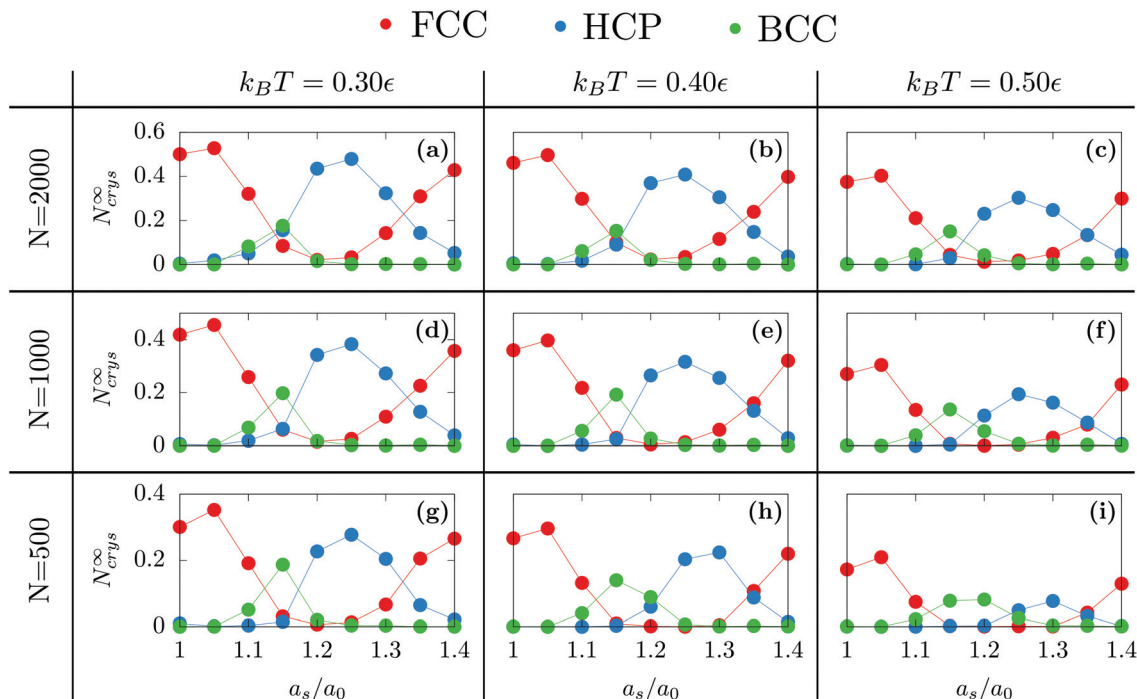 FCC HCP BCC
k_BT = 0.30ϵ k_BT = 0.40ϵ k_BT = 0.50ϵ
N=2000
N^∞_crys
0.6
0.4
0.2
0
(a) (b) (c)
N=1000
N^∞_crys
0.4
0.2
0
(d) (e) (f)
N=500
N^∞_crys
0.4
0.2
0
(g) (h) (i)
1 1.1 1.2 1.3 1.4 1 1.1 1.2 1.3 1.4 1 1.1 1.2 1.3 1.4
a_s/a_0 a_s/a_0 a_s/a_0